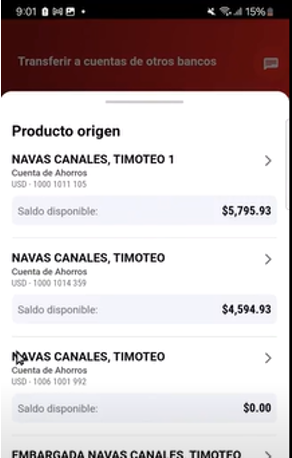 9:01
15%
Transferir a cuentas de otros bancos
Producto origen
NAVAS CANALES, TIMOTEO 1
Cuenta de Ahorros
USD - 1000 1011 105
Saldo disponible: $5,795.93
NAVAS CANALES, TIMOTEO
Cuenta de Ahorros
USD - 1000 1014 359
Saldo disponible: $4,594.93
NAVAS CANALES, TIMOTEO
Cuenta de Ahorros
USD - 1006 1001 992
Saldo disponible: $0.00
EMBARGADA NAVAS CANALES, TIMOTEO